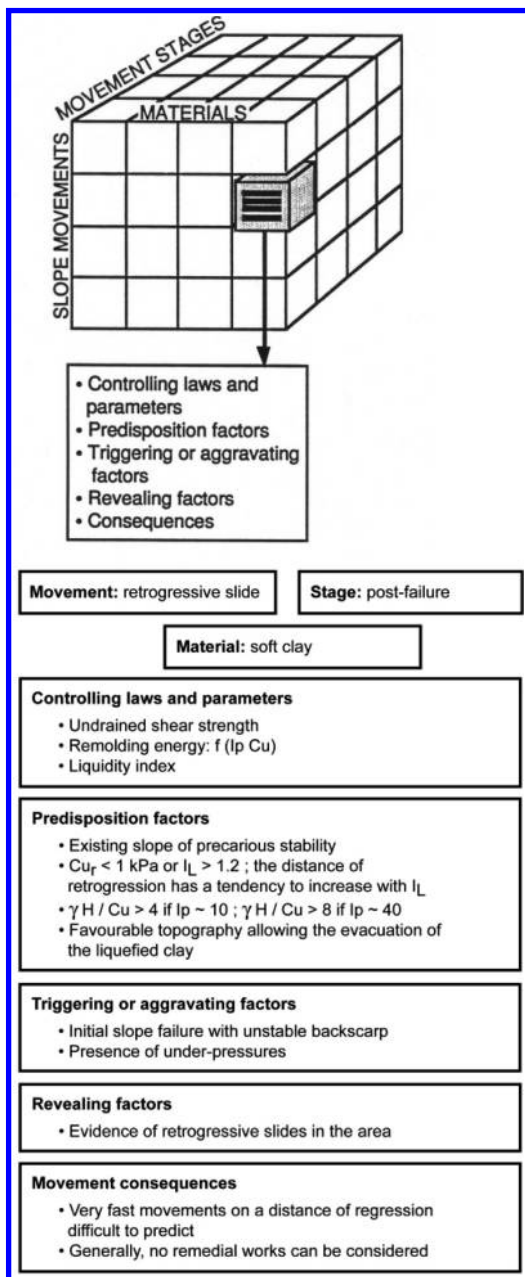 MOVEMENT STAGES
MATERIALS
SLOPE MOVEMENTS
• Controlling laws and
parameters
• Predisposition factors
• Triggering or aggravating
factors
• Revealing factors
• Consequences
Movement: retrogressive slide
Stage: post-failure
Material: soft clay
Controlling laws and parameters
• Undrained shear strength
• Remolding energy: f (Ip Cu)
• Liquidity index
Predisposition factors
• Existing slope of precarious stability
• Cur < 1 kPa or IL > 1.2 ; the distance of
retrogression has a tendency to increase with IL
• γ H / Cu > 4 if Ip ~ 10 ; γ H / Cu > 8 if Ip ~ 40
• Favourable topography allowing the evacuation of
the liquefied clay
Triggering or aggravating factors
• Initial slope failure with unstable backscarp
• Presence of under-pressures
Revealing factors
• Evidence of retrogressive slides in the area
Movement consequences
• Very fast movements on a distance of regression
difficult to predict
• Generally, no remedial works can be considered